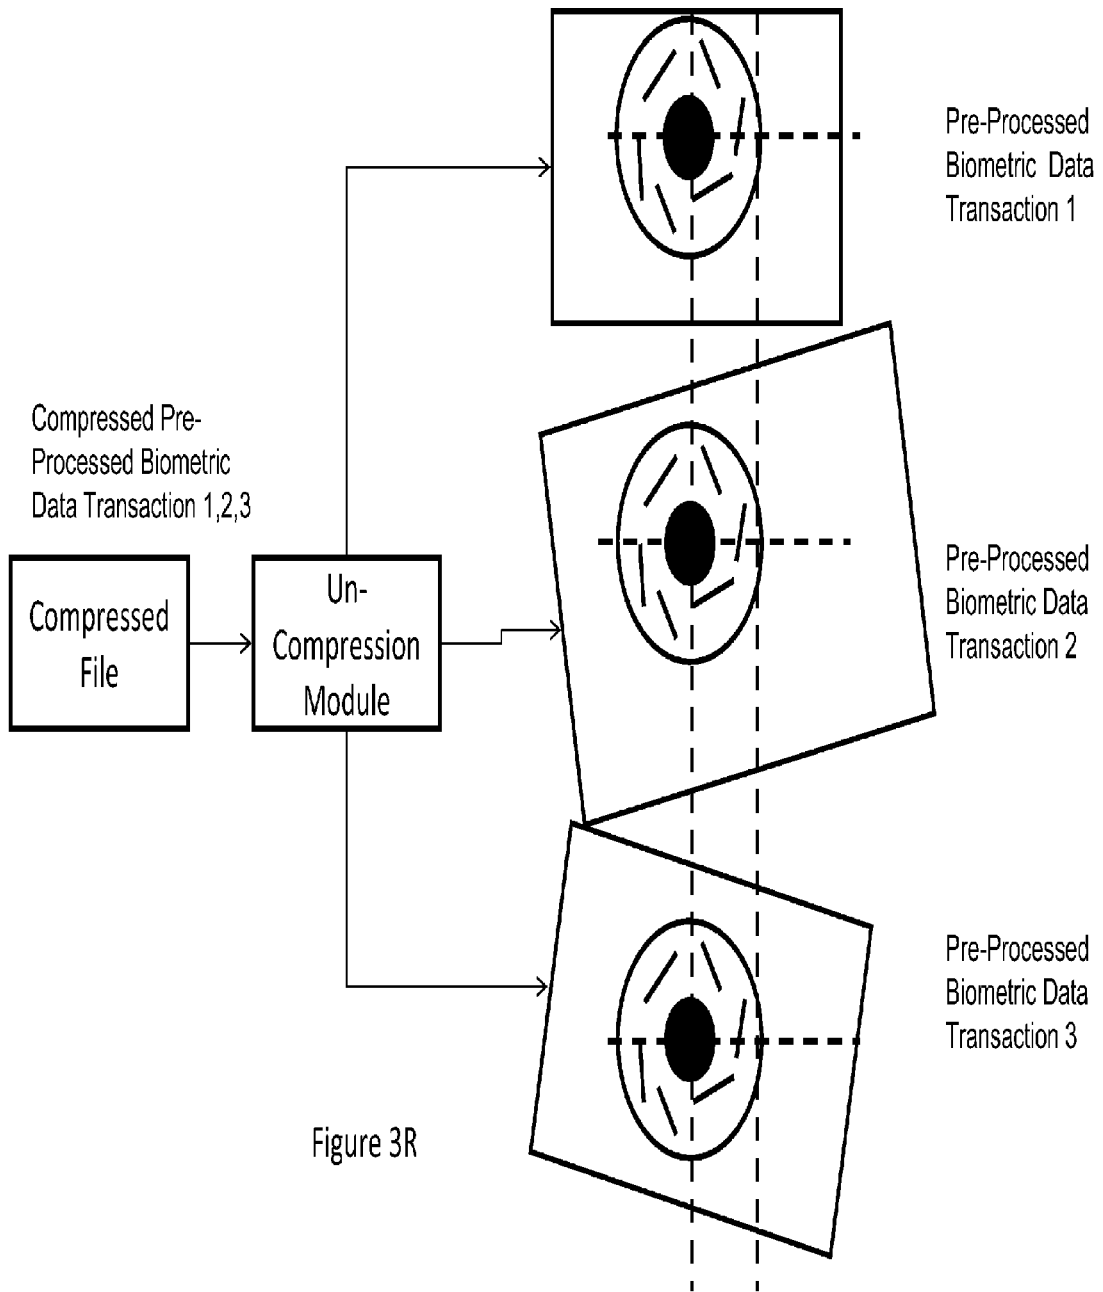 Pre-Processed
Biometric Data
Transaction 1
Compressed Pre-
Processed Biometric
Data Transaction 1,2,3
Compressed
File
Un-
Compression
Module
Pre-Processed
Biometric Data
Transaction 2
Pre-Processed
Biometric Data
Transaction 3
Figure 3R